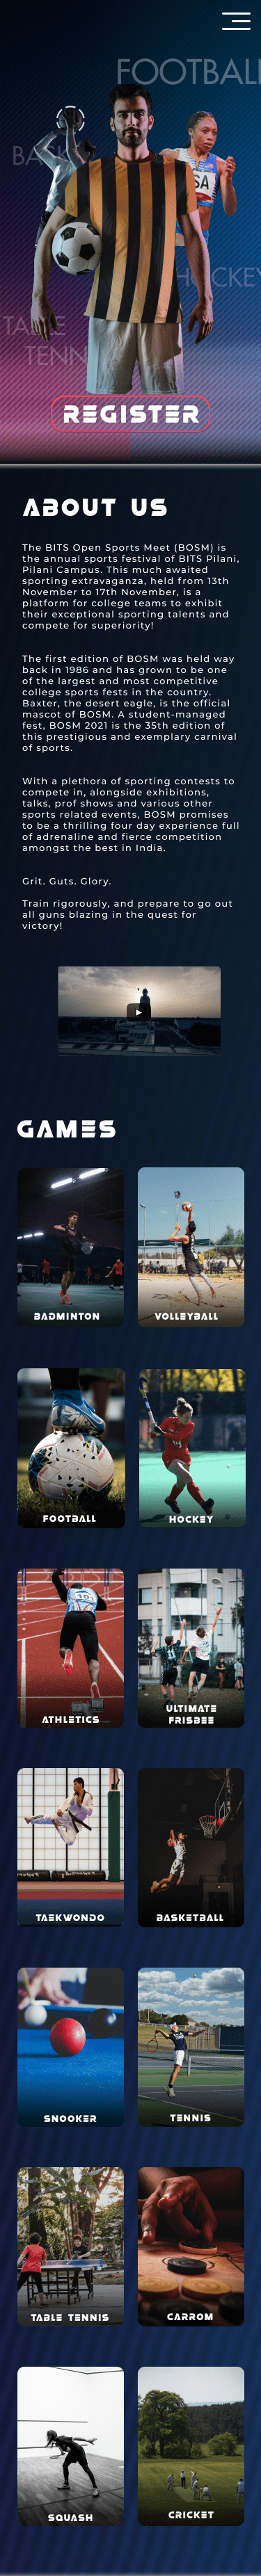 FOOTBALL
BASK
SA
HOCKEY
TABLE
TENN
REGISTER
ABOUT US
The BITS Open Sports Meet (BOSM) is
the annual sports festival of BITS Pilani,
Pilani Campus. This much awaited
sporting extravaganza, held from 13th
November to 17th November, is a
platform for college teams to exhibit
their exceptional sporting talents and
compete for superiority!
The first edition of BOSM was held way
back in 1986 and has grown to be one
of the largest and most competitive
college sports fests in the country.
Baxter, the desert eagle, is the official
mascot of BOSM. A student-managed
fest, BOSM 2021 is the 35th edition of
this prestigious and exemplary carnival
of sports.
With a plethora of sporting contests to
compete in, alongside exhibitions,
talks, prof shows and various other
sports related events, BOSM promises
to be a thrilling four day experience full
of adrenaline and fierce competition
amongst the best in India.
Grit. Guts. Glory.
Train rigorously, and prepare to go out
all guns blazing in the quest for
victory!
GAMES
BADMINTON
VOLLEYBALL
FOOTBALL
HOCKEY
ATHLETICS
ULTIMATE
FRISBEE
TAEKWONDO
BASKETBALL
SNOOKER
TENNIS
TABLE TENNIS
CARROM
SQUASH
CRICKET